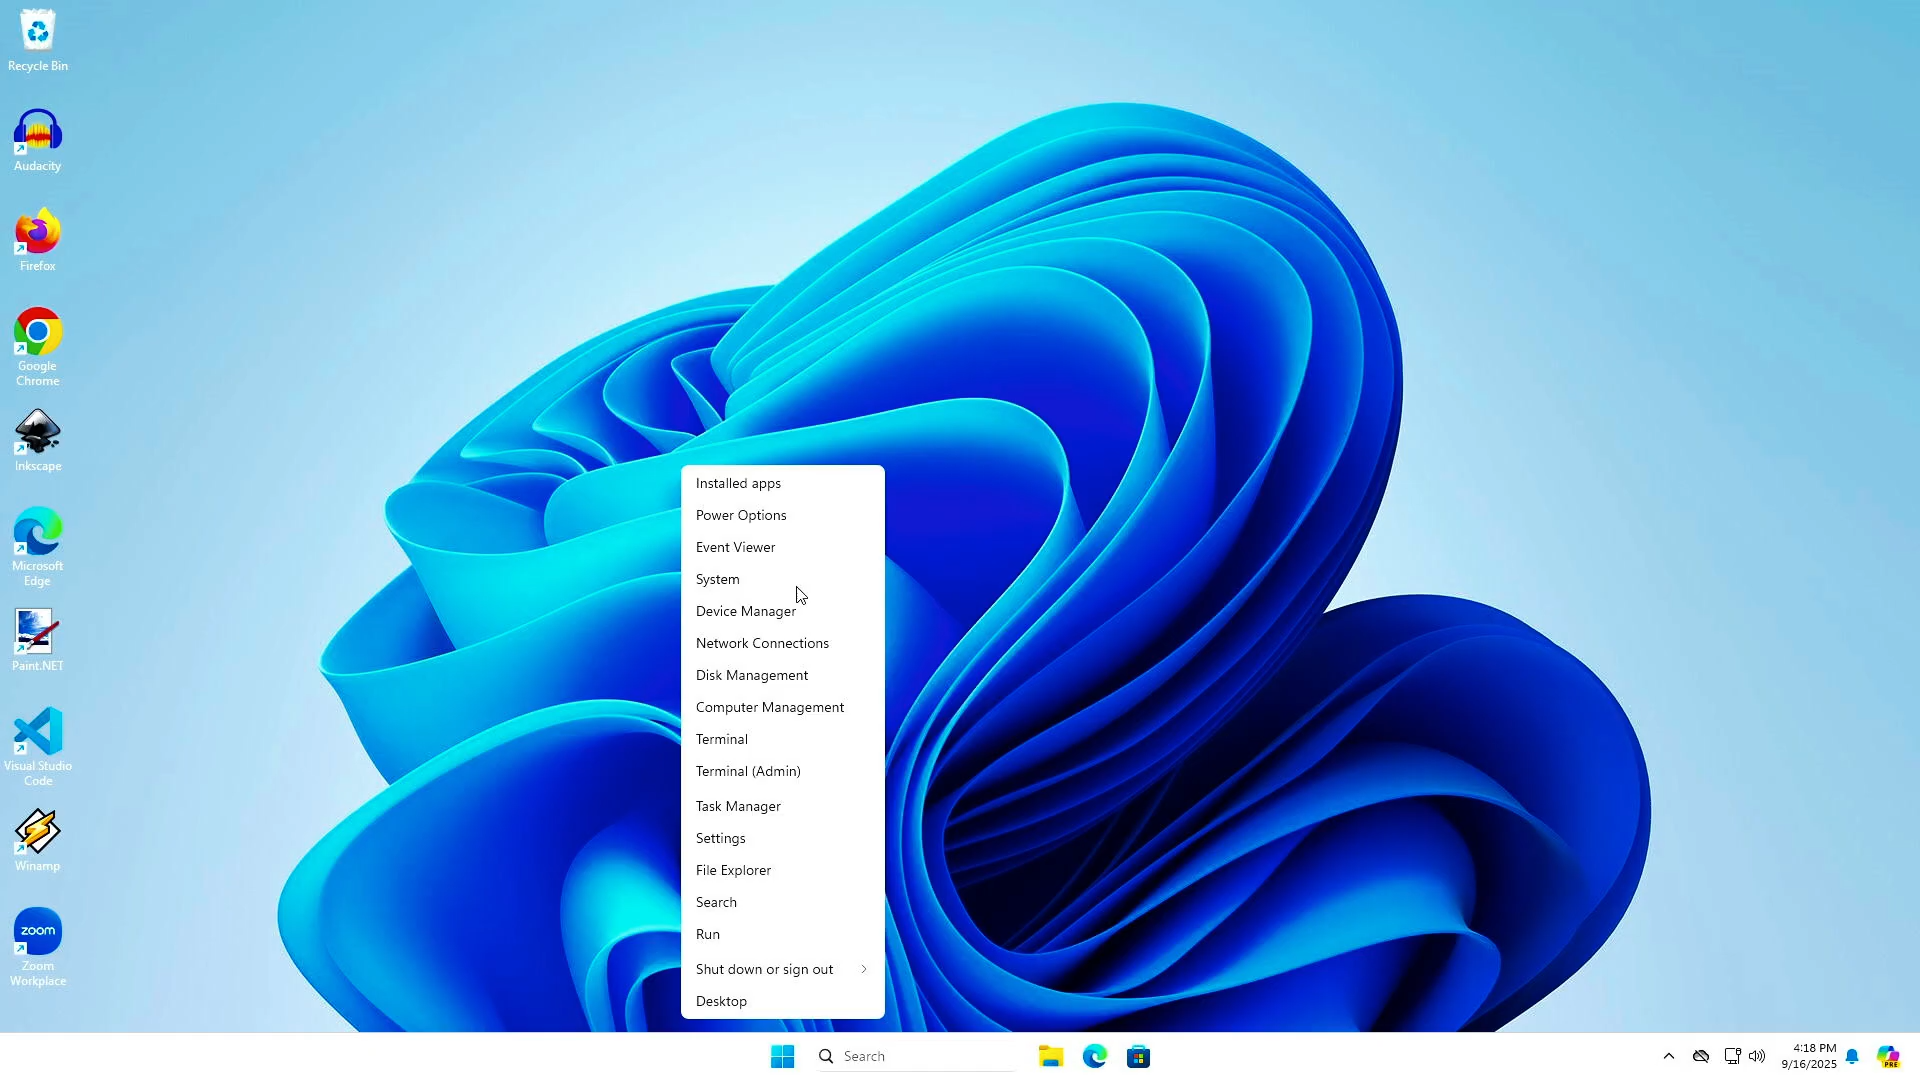 Recycle Bin
Audacity
Firefox
Google
Chrome
Inkscape
Microsoft
Edge
Paint.NET
Visual Studio
Code
Winamp
zoom
Zoom
Workplace
Installed apps
Power Options
Event Viewer
System
Device Manager
Network Connections
Disk Management
Computer Management
Terminal
Terminal (Admin)
Task Manager
Settings
File Explorer
Search
Run
Shut down or sign out
Desktop
Search
4:18 PM
9/16/2025
PRE